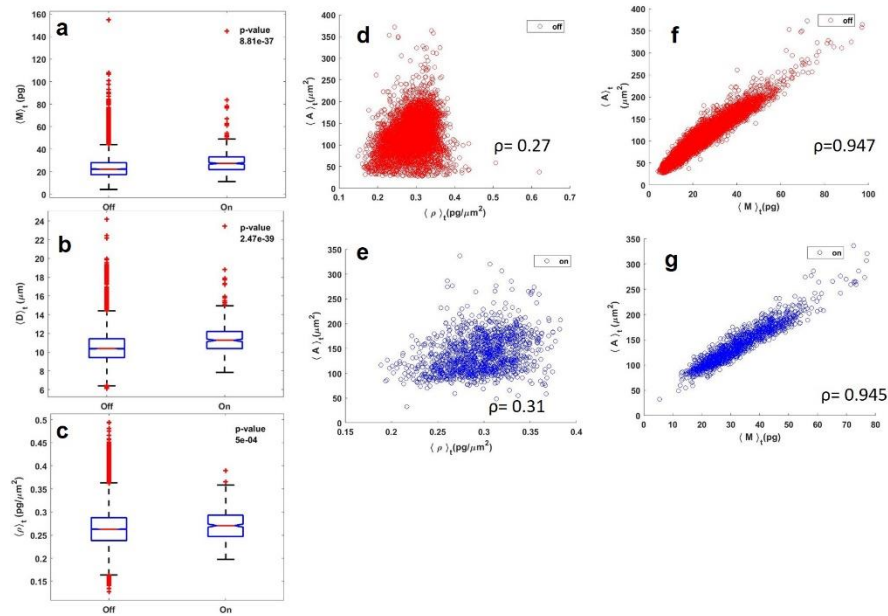 a
p-value
8.81e-37
160
140
120
100
80
60
40
20
0
⟨M⟩t (pg)
Off
On
b
p-value
2.47e-39
24
22
20
18
16
14
12
10
8
6
⟨D⟩t (μm)
Off
On
c
p-value
5e-04
0.5
0.45
0.4
0.35
0.3
0.25
0.2
0.15
⟨ρ⟩t (pg/μm²)
Off
On
d
off
400
350
300
250
200
150
100
50
0
⟨ A ⟩t(μm²)
ρ= 0.27
0.1
0.2
0.3
0.4
0.5
0.6
0.7
⟨ ρ ⟩t(pg/μm²)
e
on
350
300
250
200
150
100
50
0
⟨ A ⟩t(μm²)
ρ= 0.31
0.15
0.2
0.25
0.3
0.35
0.4
⟨ ρ ⟩t(pg/μm²)
f
off
400
350
300
250
200
150
100
50
0
⟨ A ⟩t
(μm²)
ρ=0.947
0
20
40
60
80
100
⟨ M ⟩t(pg)
g
on
350
300
250
200
150
100
50
0
⟨ A ⟩t(μm²)
ρ= 0.945
0
10
20
30
40
50
60
70
80
⟨ M ⟩t(pg)